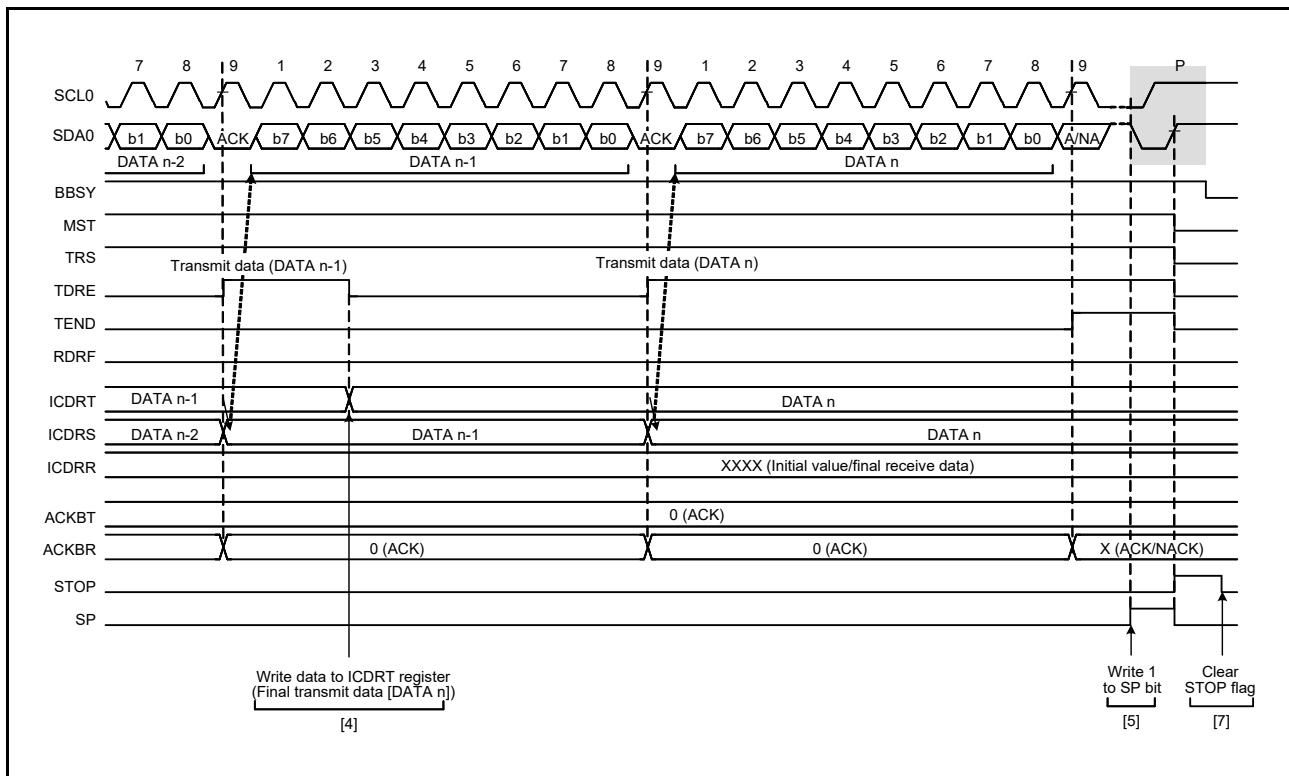 7 8 9 1 2 3 4 5 6 7 8 9 1 2 3 4 5 6 7 8 9 P
SCL0
SDA0 b1 b0 ACK b7 b6 b5 b4 b3 b2 b1 b0 ACK b7 b6 b5 b4 b3 b2 b1 b0 A/NA
DATA n-2 DATA n-1 DATA n
BBSY
MST
TRS
Transmit data (DATA n-1) Transmit data (DATA n)
TDRE
TEND
RDRF
ICDRT DATA n-1 DATA n
ICDRS DATA n-2 DATA n-1 DATA n
ICDRR XXXX (Initial value/final receive data)
ACKBT 0 (ACK)
ACKBR 0 (ACK) 0 (ACK) X (ACK/NACK)
STOP
SP
Write data to ICDRT register
(Final transmit data [DATA n])
[4]
Write 1
to SP bit
[5]
Clear
STOP flag
[7]